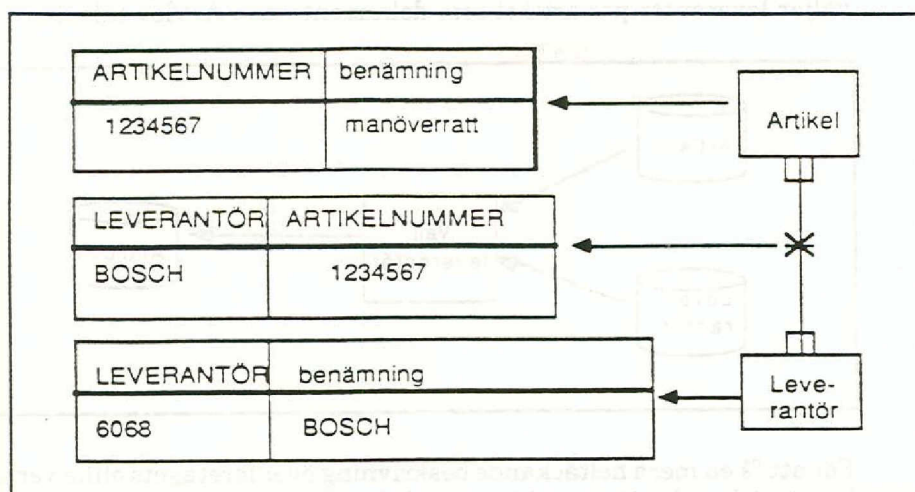 ARTIKELNUMMER benämning
1234567 manöverratt
Artikel
LEVERANTÖR ARTIKELNUMMER
BOSCH 1234567
LEVERANTÖR benämning
6068 BOSCH
Leve-
rantör